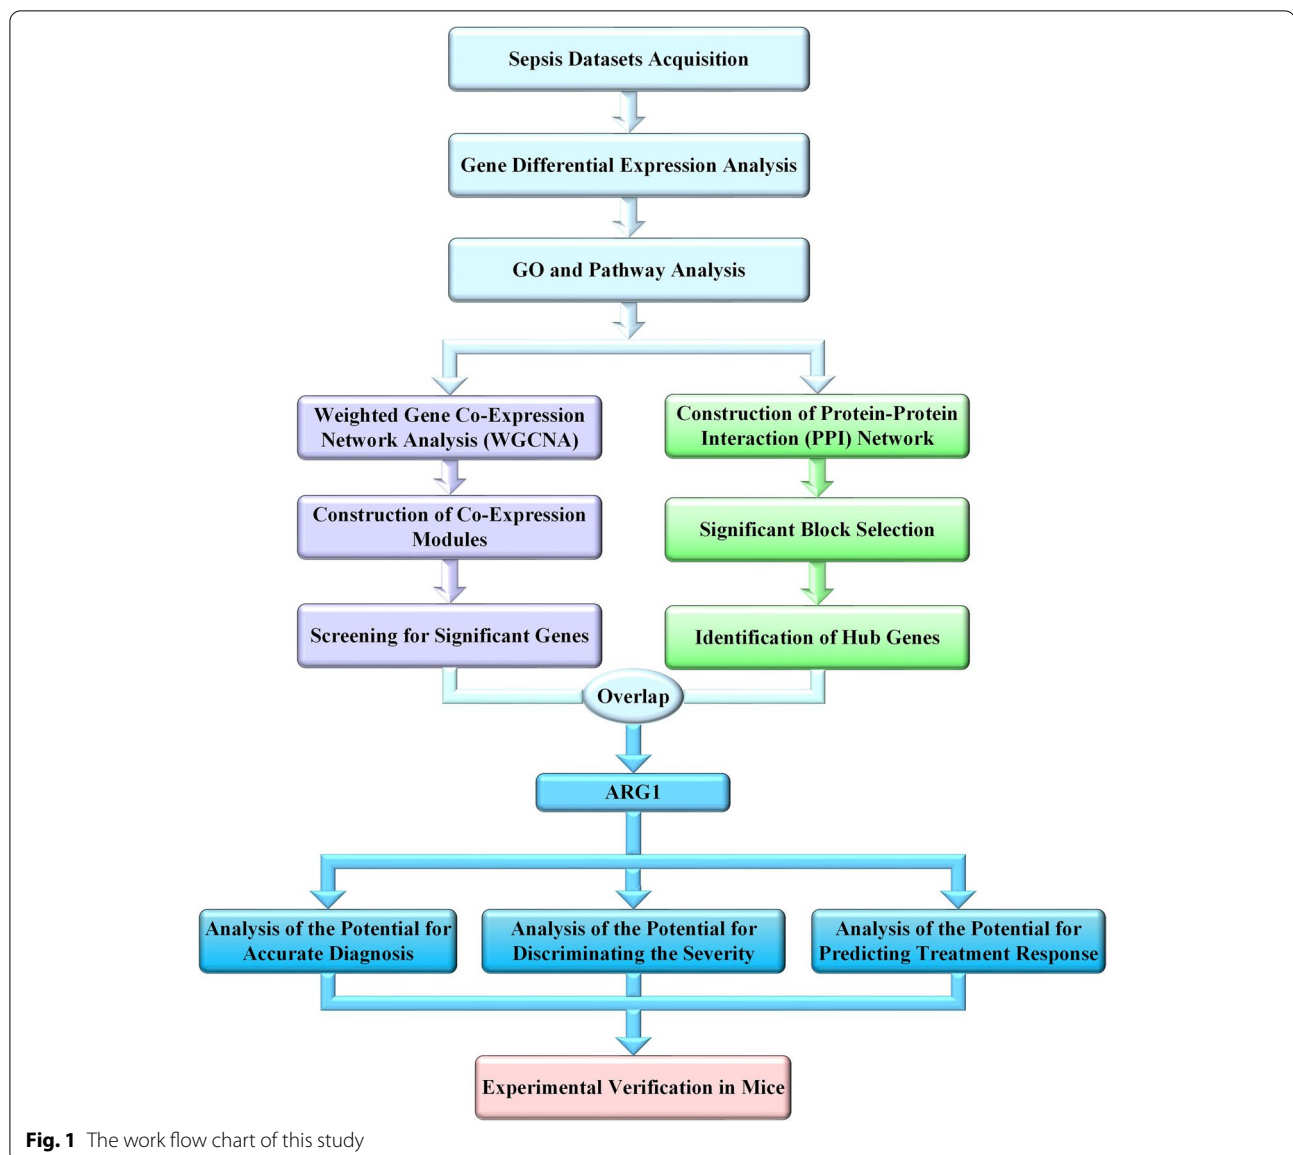 Sepsis Datasets Acquisition
Gene Differential Expression Analysis
GO and Pathway Analysis
Weighted Gene Co-Expression
Network Analysis (WGCNA)
Construction of Co-Expression
Modules
Screening for Significant Genes
Construction of Protein-Protein
Interaction (PPI) Network
Significant Block Selection
Identification of Hub Genes
Overlap
ARG1
Analysis of the Potential for
Accurate Diagnosis
Analysis of the Potential for
Discriminating the Severity
Analysis of the Potential for
Predicting Treatment Response
Experimental Verification in Mice
Fig. 1 The work flow chart of this study